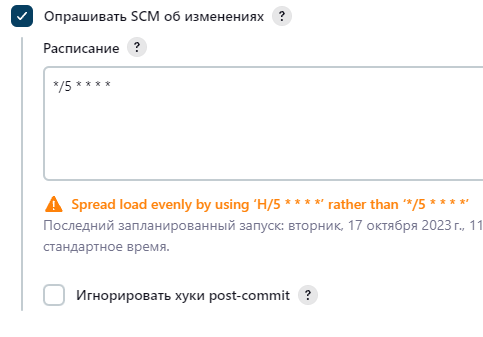 Опрашивать SCM об изменениях ?
Расписание ?
*/5 * * * *
Spread load evenly by using ‘H/5 * * * *’ rather than ‘*/5 * * * *’
Последний запланированный запуск: вторник, 17 октября 2023 г., 11
стандартное время.
Игнорировать хуки post-commit ?